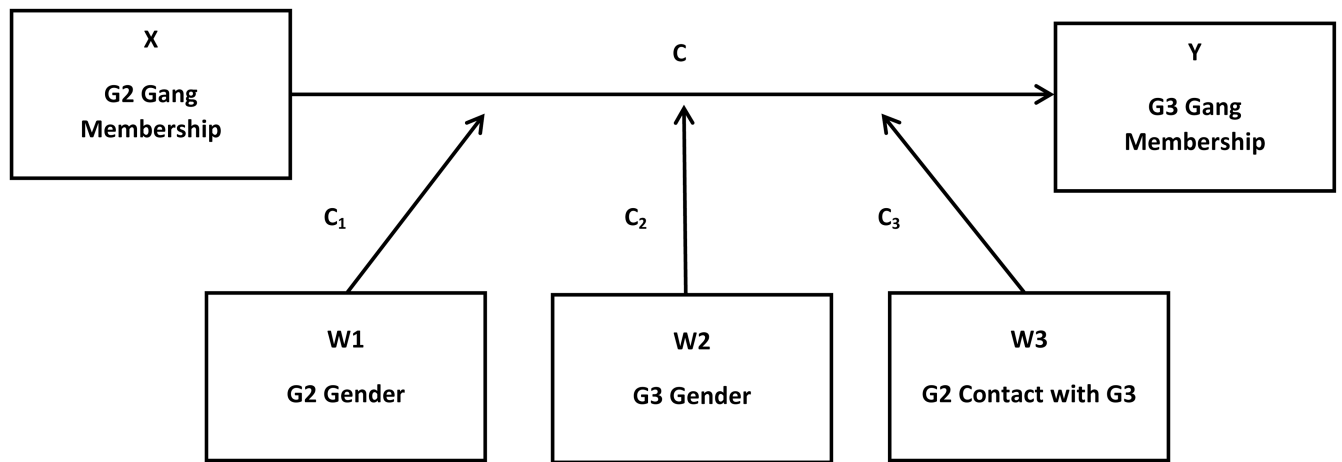 X
G2 Gang
Membership
C
Y
G3 Gang
Membership
C₁
C₂
C₃
W1
G2 Gender
W2
G3 Gender
W3
G2 Contact with G3